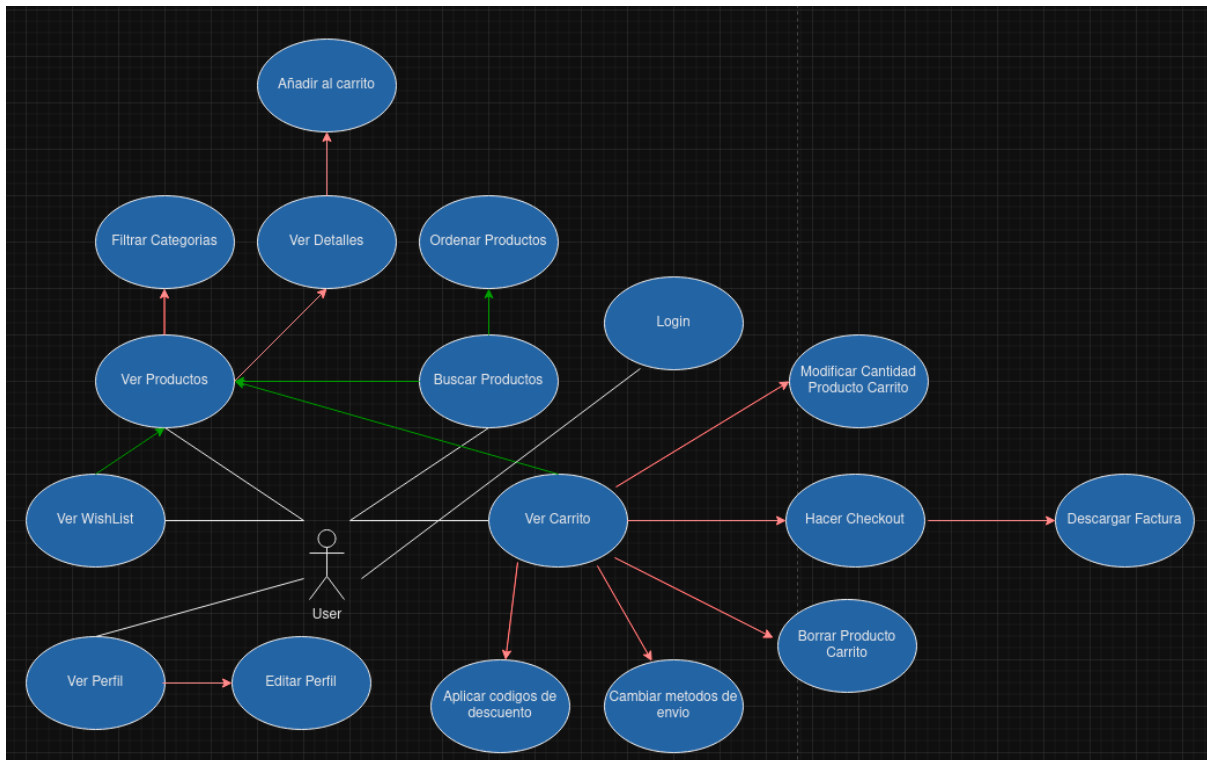 Añadir al carrito
Filtrar Categorias
Ver Detalles
Ordenar Productos
Login
Ver Productos
Buscar Productos
Modificar Cantidad
Producto Carrito
Ver WishList
Ver Carrito
Hacer Checkout
Descargar Factura
User
Borrar Producto
Carrito
Ver Perfil
Editar Perfil
Aplicar codigos de
descuento
Cambiar metodos de
envio